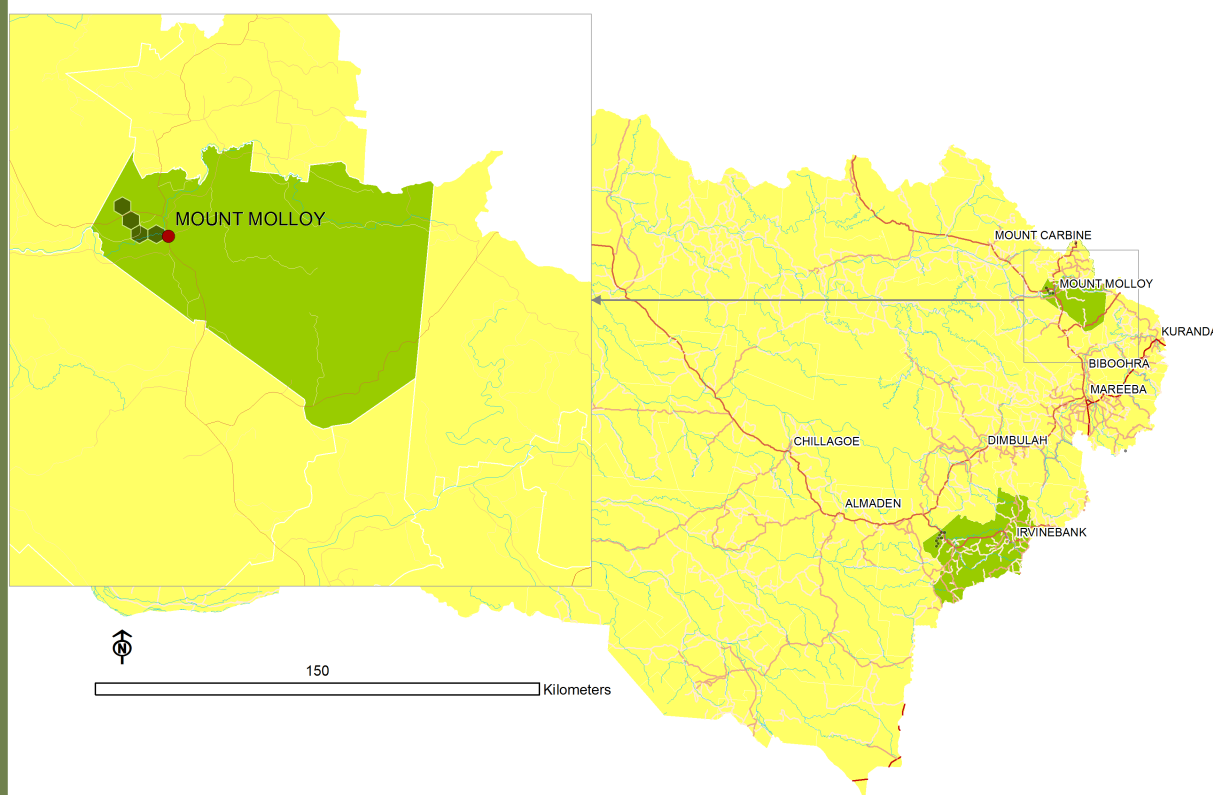 MOUNT MOLLOY
MOUNT CARBINE
MOUNT MOLLOY
KURANDA
BIBOOHRA
MAREEBA
CHILLAGOE
DIMBULAH
ALMADEN
IRVINEBANK
N
150
Kilometers